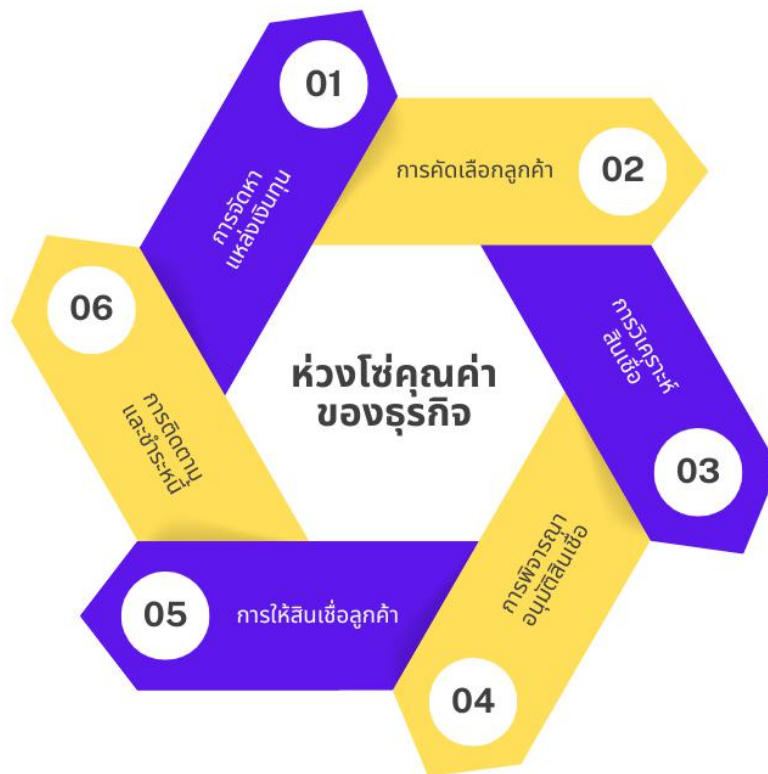 01
การจัดหา
แหล่งเงินทุน
02
การคัดเลือกลูกค้า
03
การวิเคราะห์
สินเชื่อ
04
การพิจารณา
อนุมัติสินเชื่อ
05
การให้สินเชื่อลูกค้า
06
การติดตาม
และชำระหนี้
ห่วงโซ่คุณค่า
ของธุรกิจ